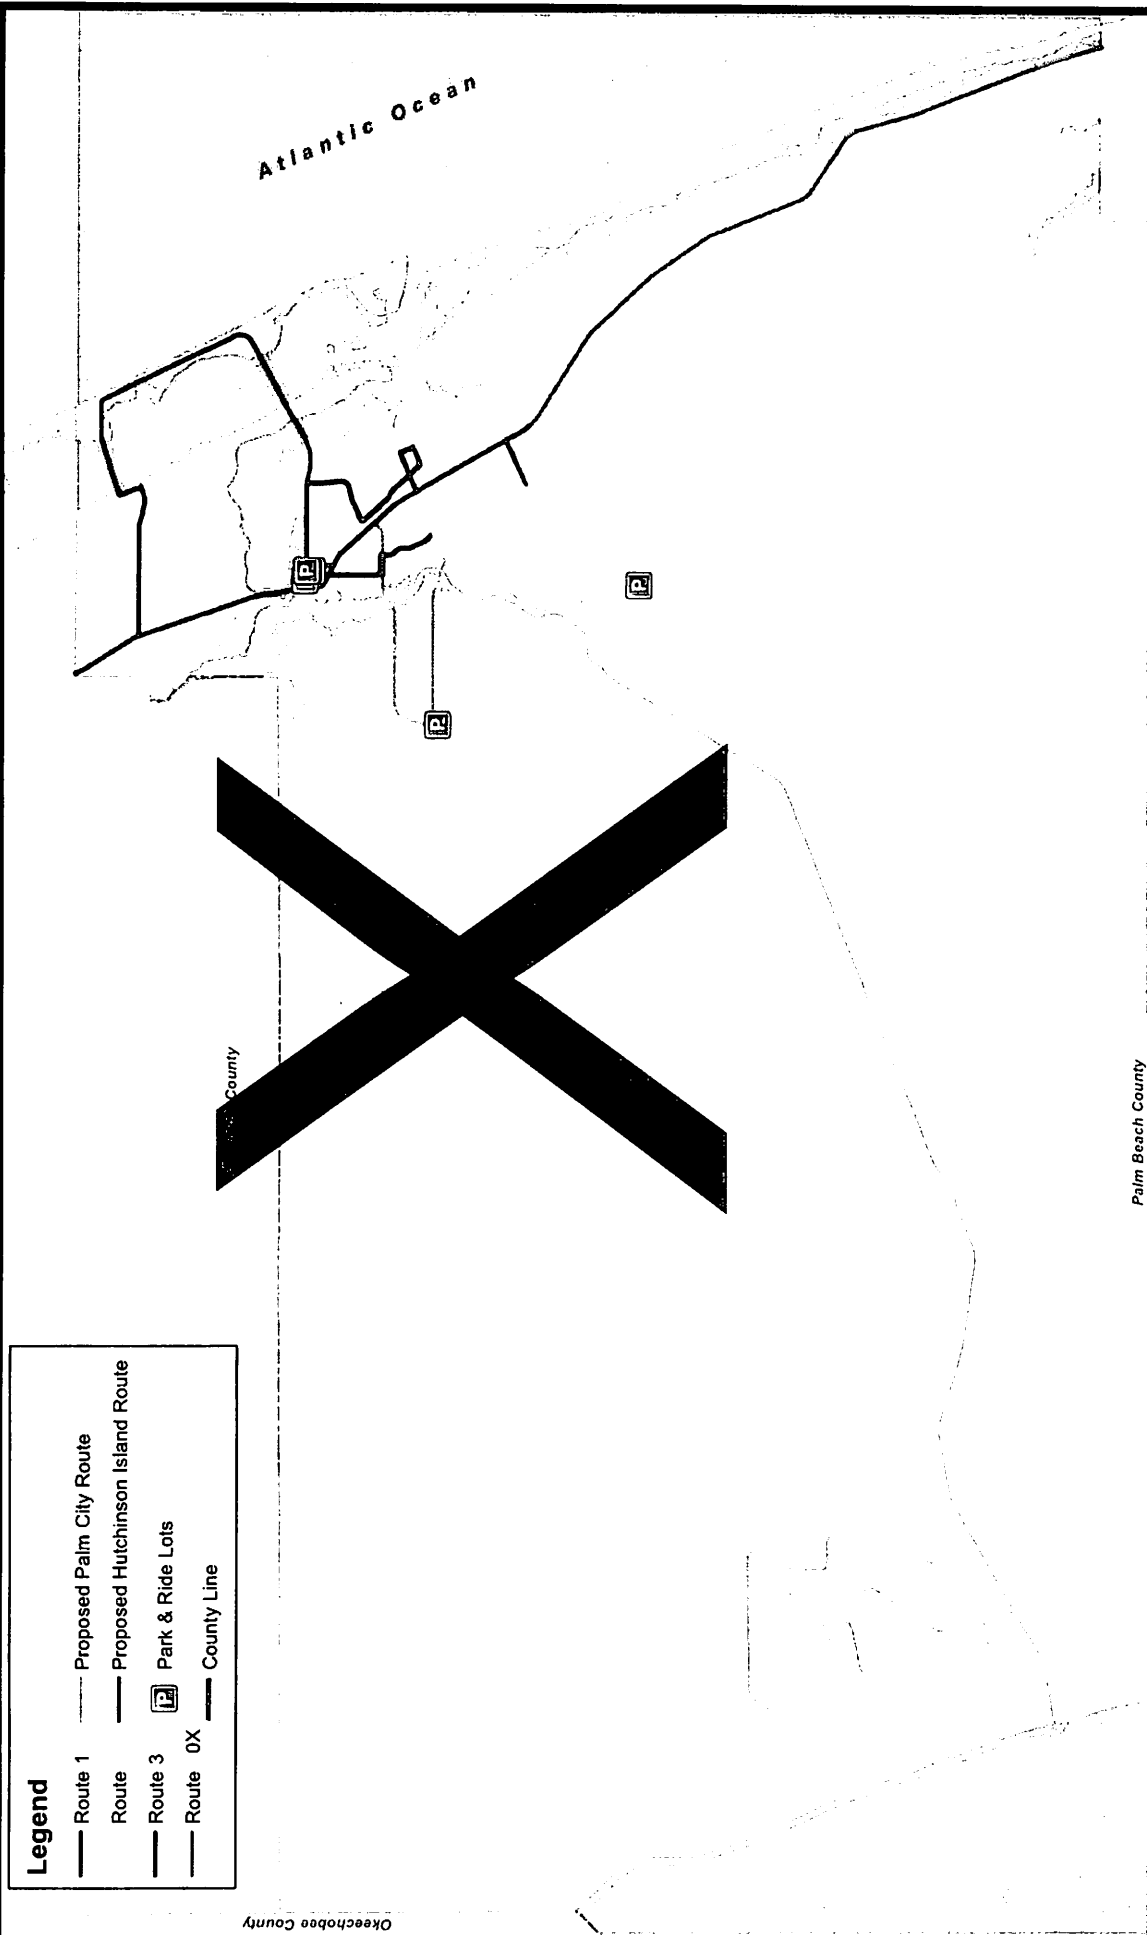 Legend
Route 1
Route
Route 3
Route 0X
Proposed Palm City Route
Proposed Hutchinson Island Route
P Park & Ride Lots
County Line
Atlantic Ocean
P
P
P
County
Okeechobee County
Palm Beach County